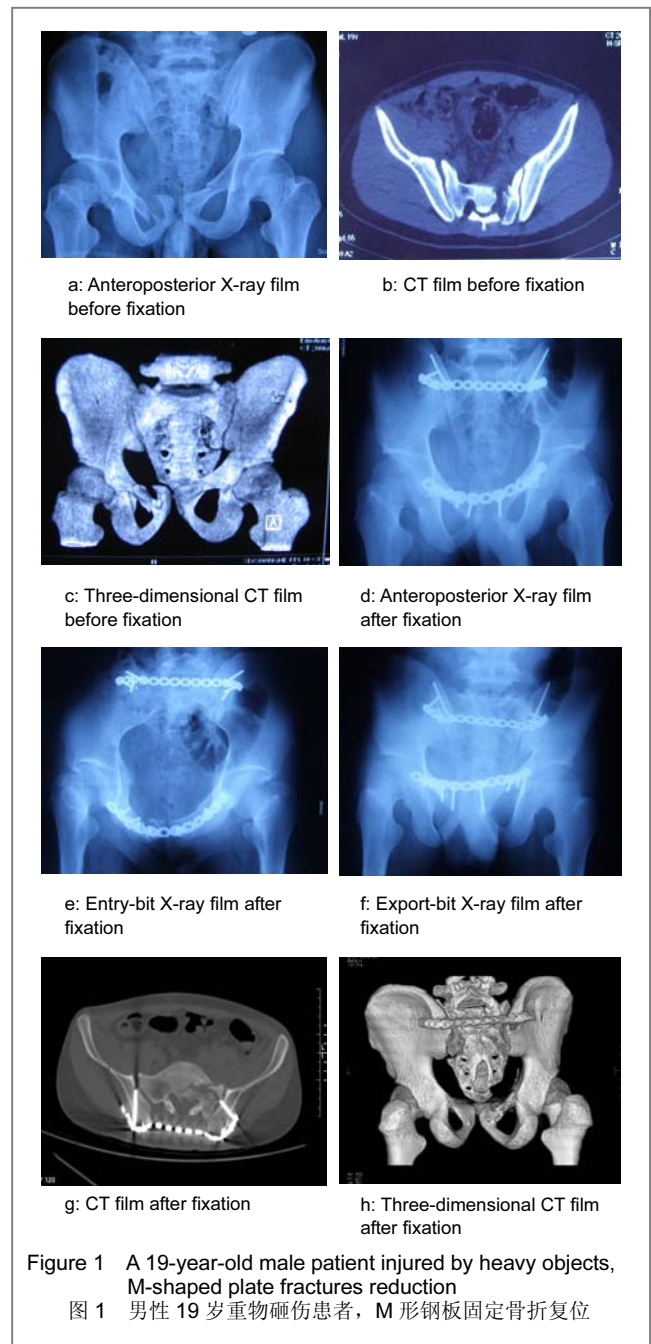 a: Anteroposterior X-ray film
before fixation
b: CT film before fixation
c: Three-dimensional CT film
before fixation
d: Anteroposterior X-ray film
after fixation
e: Entry-bit X-ray film after
fixation
f: Export-bit X-ray film after
fixation
g: CT film after fixation
h: Three-dimensional CT film
after fixation
Figure 1 A 19-year-old male patient injured by heavy objects,
M-shaped plate fractures reduction
图 1 男性 19 岁重物砸伤患者，M 形钢板固定骨折复位